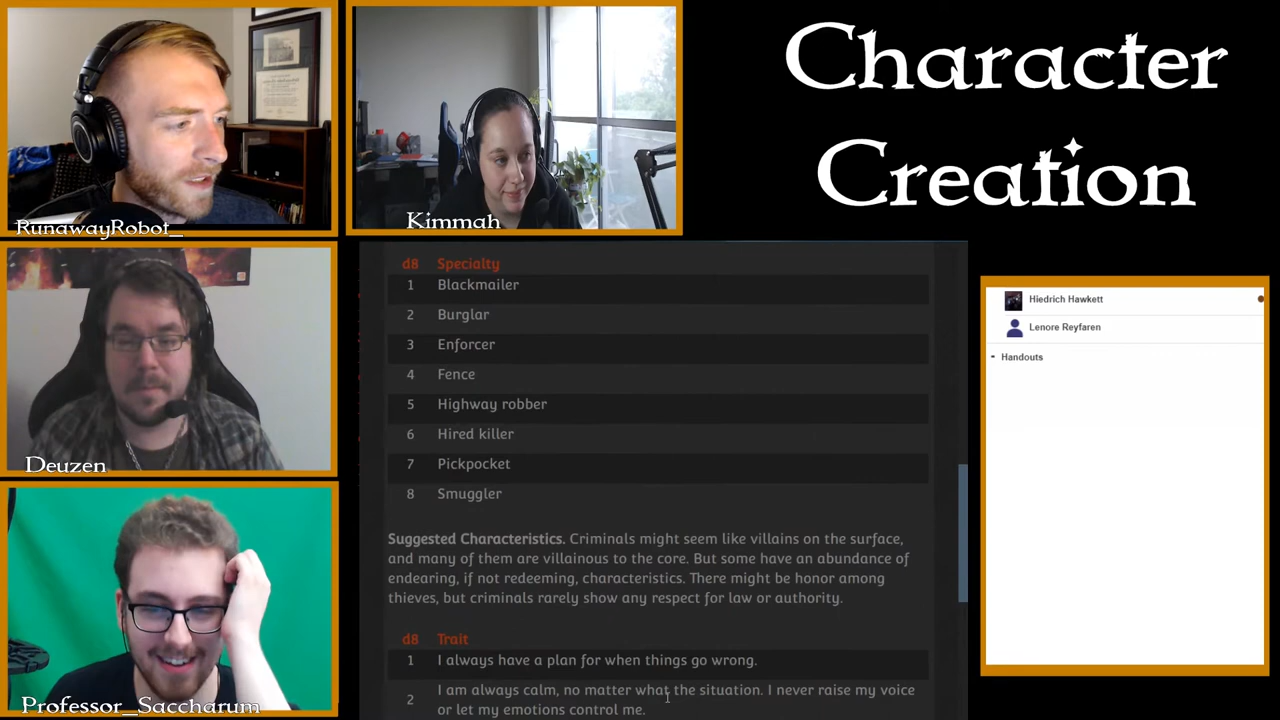 Character
Creation
RunawayRobot_
Kimmah
Deuzen
Professor_Saccharum
d8 Specialty
1 Blackmailer
2 Burglar
3 Enforcer
4 Fence
5 Highway robber
6 Hired killer
7 Pickpocket
8 Smuggler
Suggested Characteristics. Criminals might seem like villains on the surface,
and many of them are villainous to the core. But some have an abundance of
endearing, if not redeeming, characteristics. There might be honor among
thieves, but criminals rarely show any respect for law or authority.
d8 Trait
1 I always have a plan for when things go wrong.
2 I am always calm, no matter what the situation. I never raise my voice
or let my emotions control me.
Hiedrich Hawkett
Lenore Reyfaren
Handouts